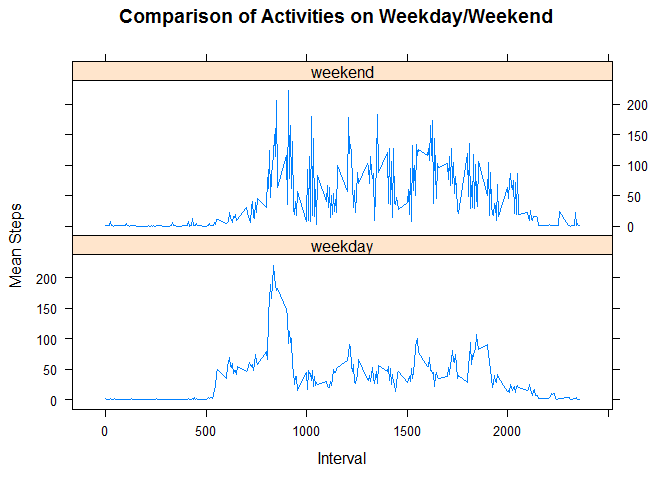 Comparison of Activities on Weekday/Weekend
weekend
200
150
100
50
0
Mean Steps
weekday
200
150
100
50
0
0 500 1000 1500 2000
Interval